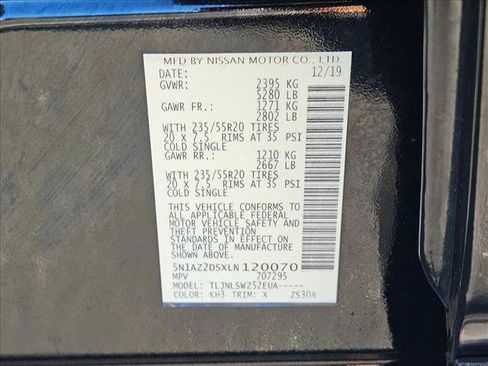 MFD BY NISSAN MOTOR CO., LTD.
DATE: 12/19
GVWR: 2395 KG
5280 LB
GAWR FR.: 1271 KG
2802 LB
WITH 235/55R20 TIRES
20 X 7.5 RIMS AT 35 PSI
COLD SINGLE
GAWR RR.: 1210 KG
2667 LB
WITH 235/55R20 TIRES
20 X 7.5 RIMS AT 35 PSI
COLD SINGLE
THIS VEHICLE CONFORMS TO
ALL APPLICABLE FEDERAL
MOTOR VEHICLE SAFETY AND
THEFT PREVENTION
STANDARDS IN EFFECT ON THE
DATE OF MANUFACTURE
SHOWN ABOVE.
5N1AZ2DSXLN120070
MPV 707295
MODEL: TLJNLSWZ52EUA-----
COLOR: KH3 TRIM: X ZS30A